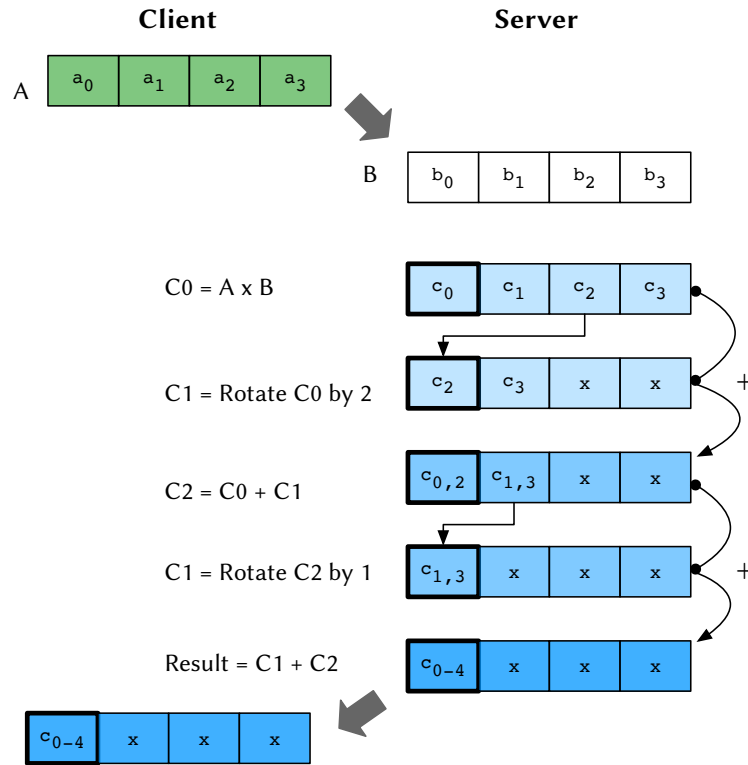 Client Server
A a0 a1 a2 a3
B b0 b1 b2 b3
C0 = A x B c0 c1 c2 c3
C1 = Rotate C0 by 2 c2 c3 x x +
C2 = C0 + C1 c0,2 c1,3 x x
C1 = Rotate C2 by 1 c1,3 x x x +
Result = C1 + C2 c0-4 x x x
c0-4 x x x